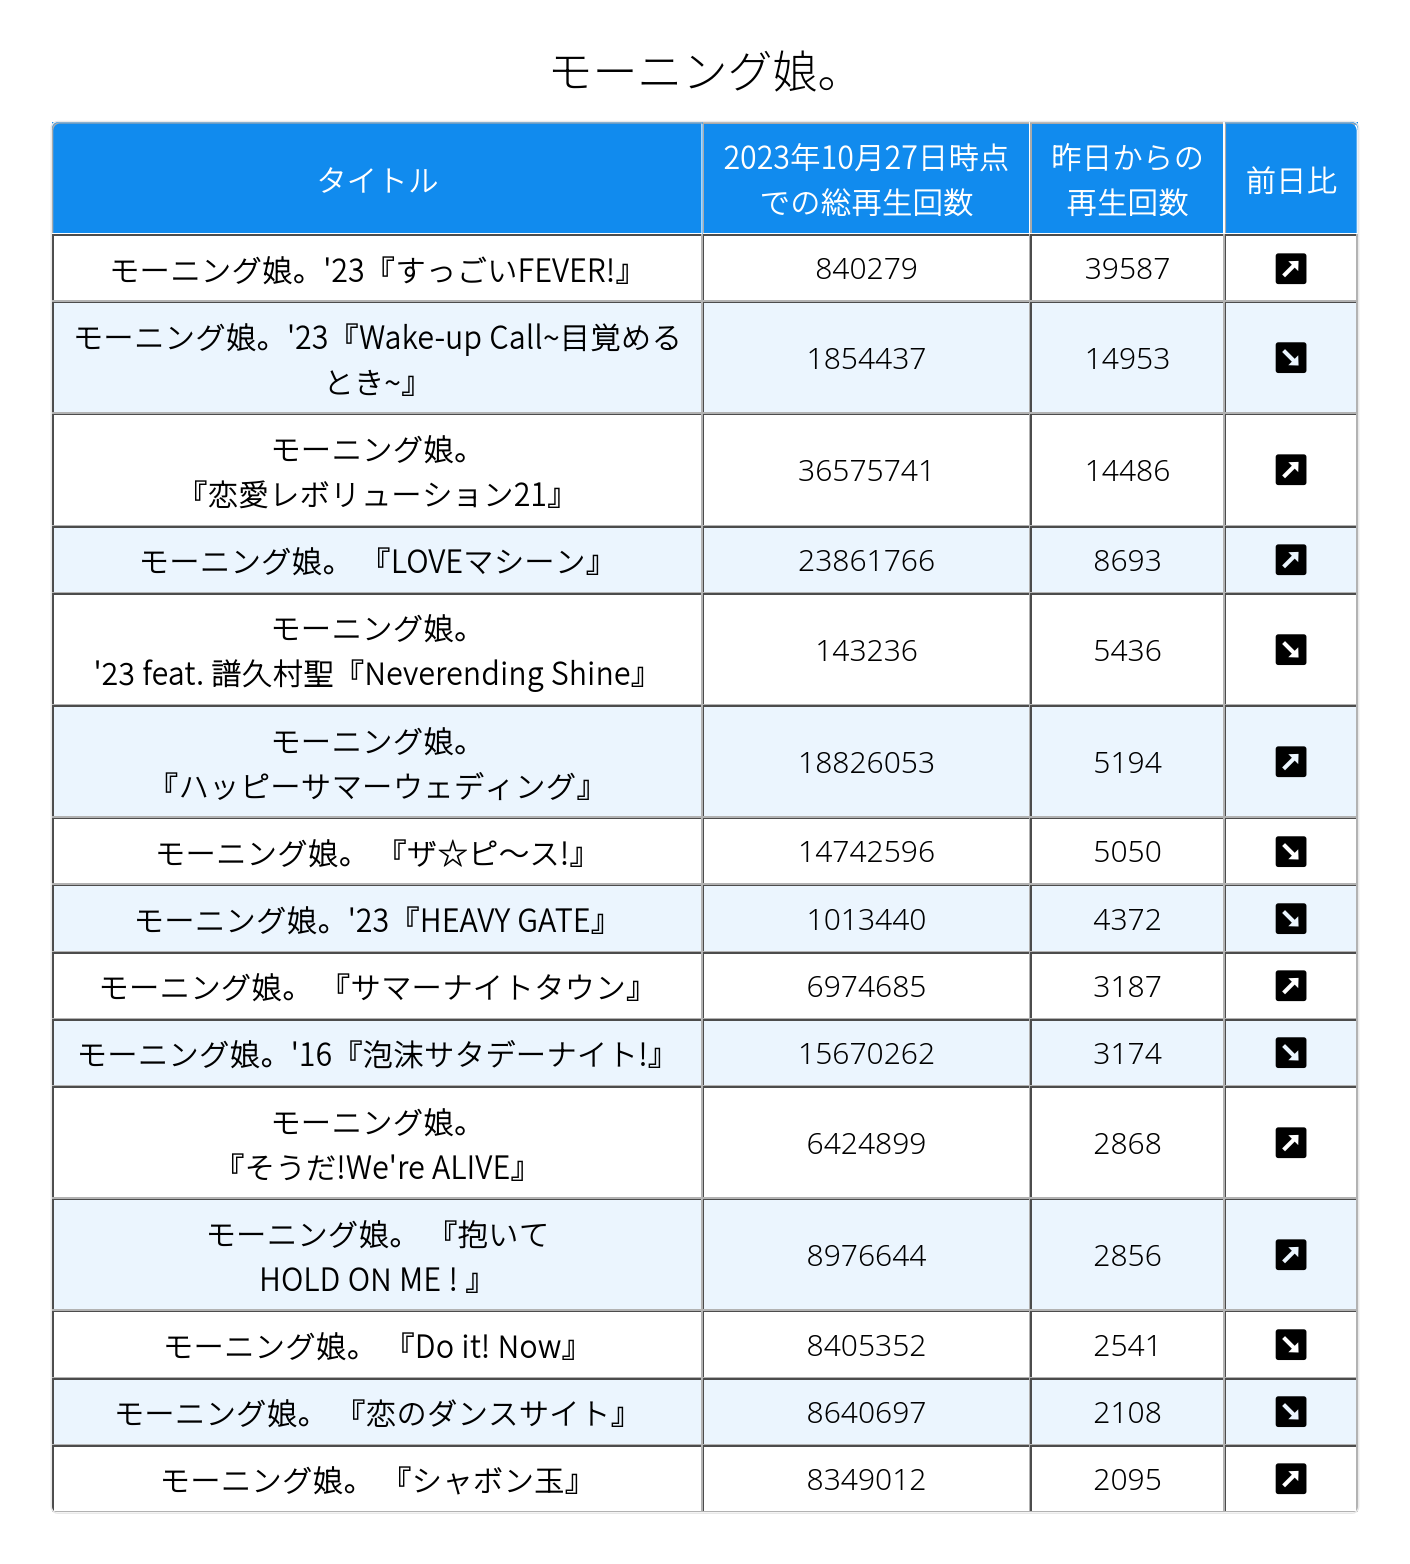 モーニング娘。
タイトル
2023年10月27日時点
での総再生回数
昨日からの
再生回数
前日比
モーニング娘。'23『すっごいFEVER!』
840279
39587
モーニング娘。'23『Wake-up Call~目覚める
とき~』
1854437
14953
モーニング娘。
『恋愛レボリューション21』
36575741
14486
モーニング娘。 『LOVEマシーン』
23861766
8693
モーニング娘。
'23 feat. 譜久村聖『Neverending Shine』
143236
5436
モーニング娘。
『ハッピーサマーウェディング』
18826053
5194
モーニング娘。 『ザ☆ピ〜ス!』
14742596
5050
モーニング娘。'23『HEAVY GATE』
1013440
4372
モーニング娘。 『サマーナイトタウン』
6974685
3187
モーニング娘。'16『泡沫サタデーナイト!』
15670262
3174
モーニング娘。
『そうだ!We're ALIVE』
6424899
2868
モーニング娘。 『抱いて
HOLD ON ME ! 』
8976644
2856
モーニング娘。 『Do it! Now』
8405352
2541
モーニング娘。 『恋のダンスサイト』
8640697
2108
モーニング娘。 『シャボン玉』
8349012
2095